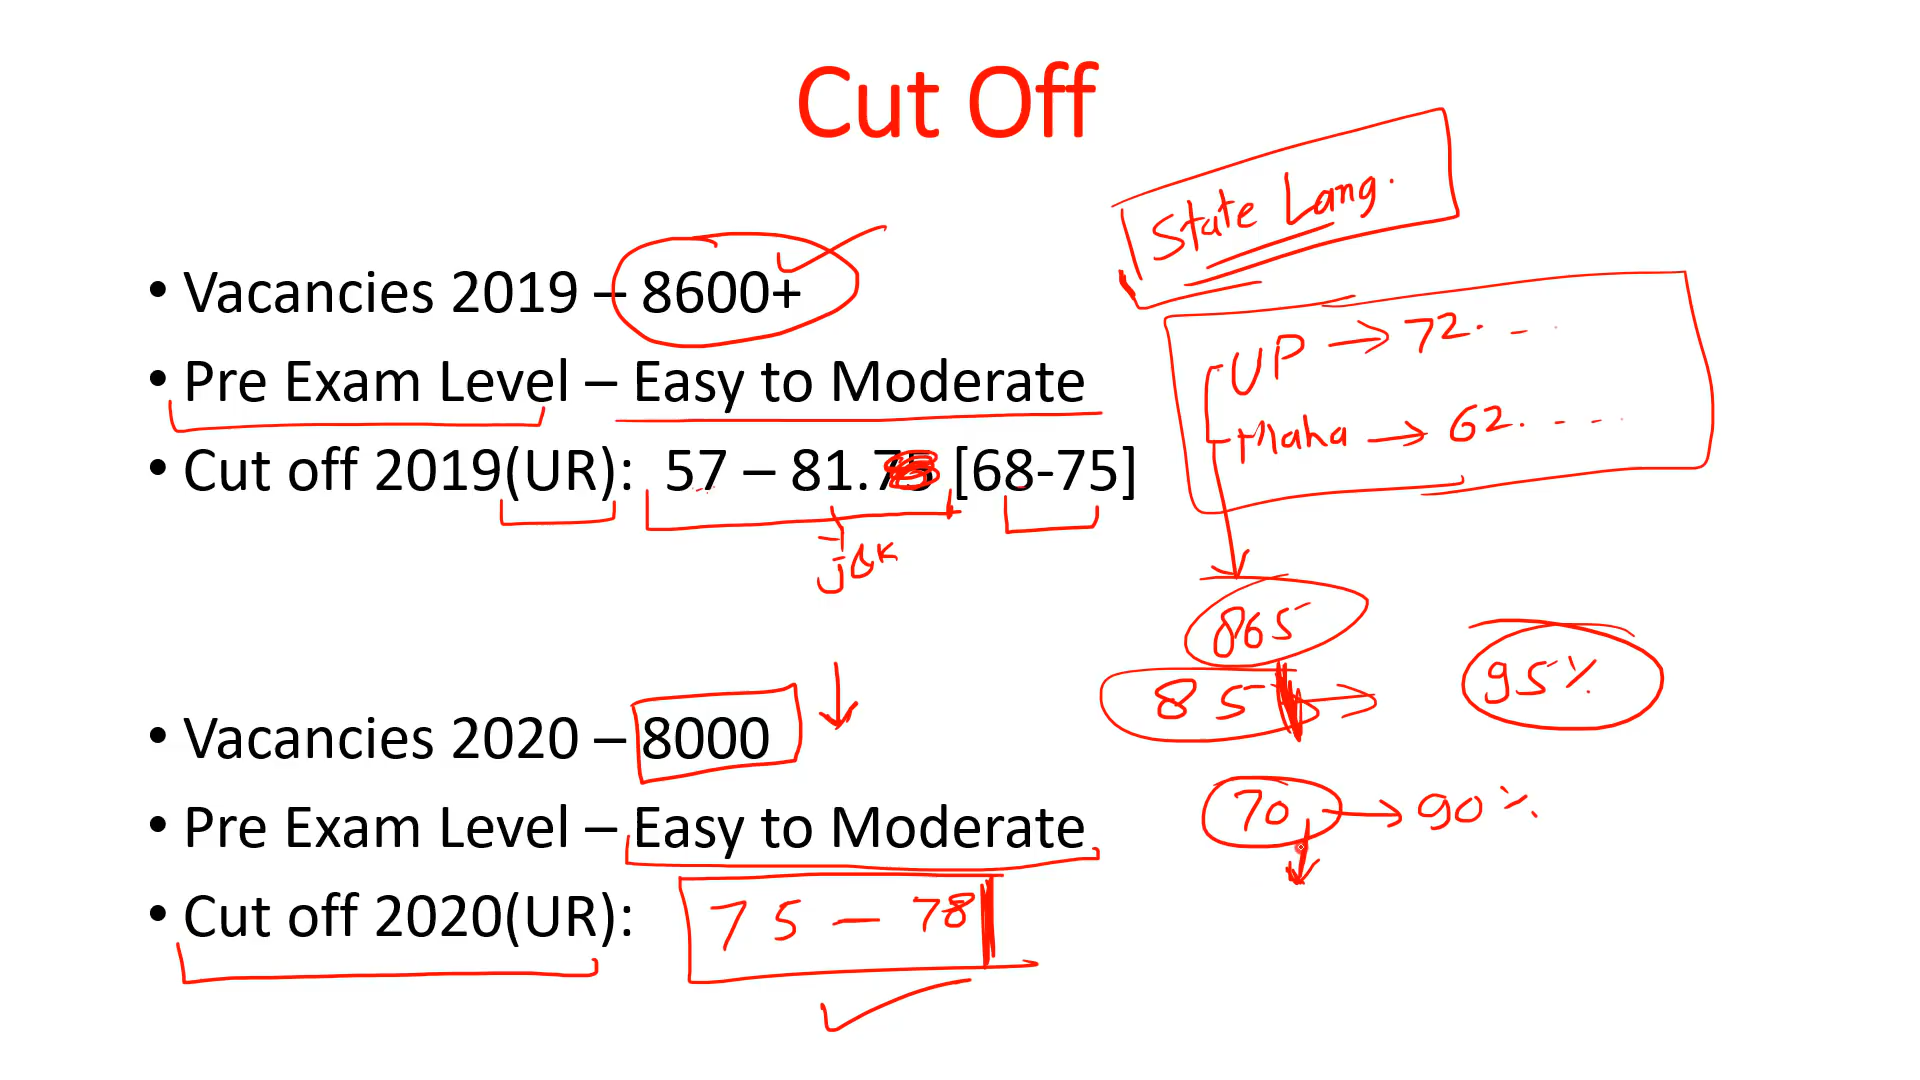 Cut Off
State Lang.
• Vacancies 2019 – 8600+
UP → 72. - -
• Pre Exam Level – Easy to Moderate
Maha → 62. - - -
• Cut off 2019(UR): 57 – 81.7 [68-75]
J&K
865
85 →
95%
• Vacancies 2020 – 8000
70 → 90%
• Pre Exam Level – Easy to Moderate
• Cut off 2020(UR): 75 – 78